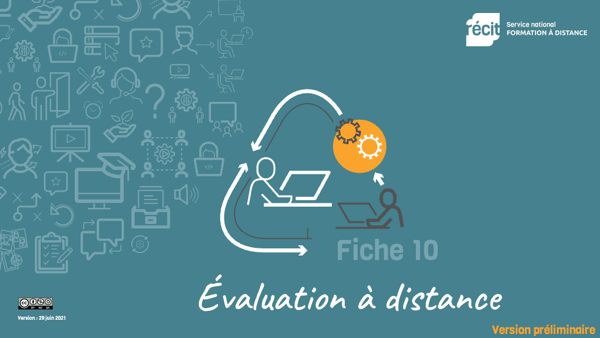 récit
Service national
FORMATION À DISTANCE
Fiche 10
Évaluation à distance
Version : 29 juin 2021
Version préliminaire